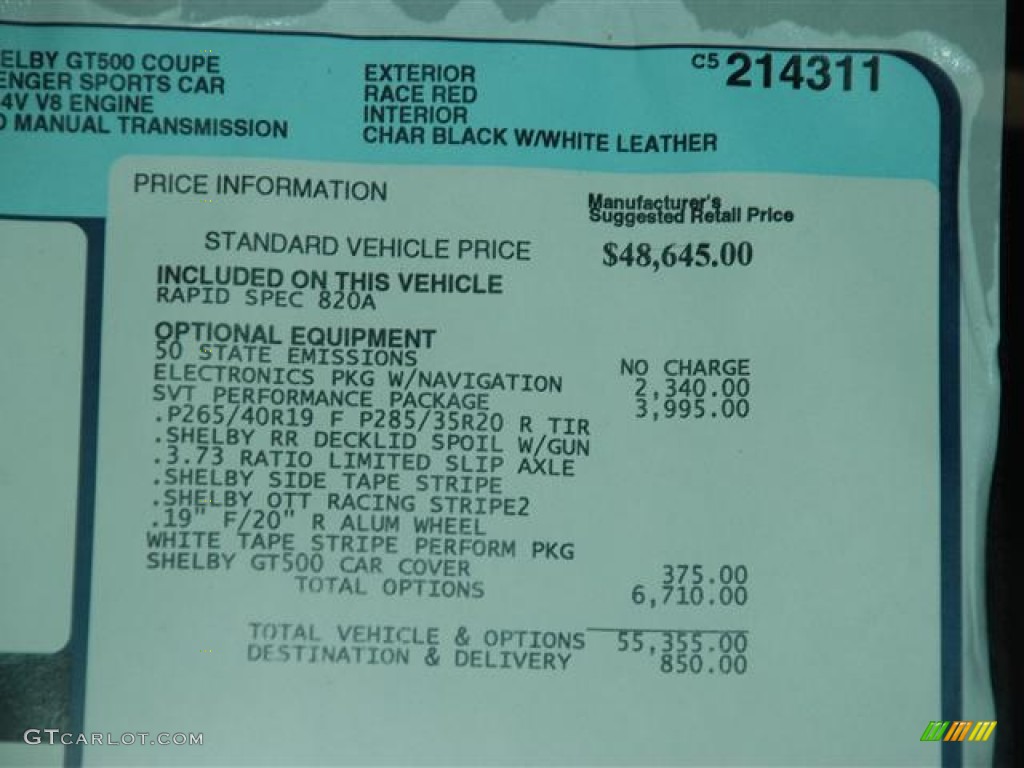 ELBY GT500 COUPE
ENGER SPORTS CAR
4V V8 ENGINE
D MANUAL TRANSMISSION
EXTERIOR
RACE RED
INTERIOR
CHAR BLACK W/WHITE LEATHER
C5 214311
PRICE INFORMATION
Manufacturer's
Suggested Retail Price
STANDARD VEHICLE PRICE $48,645.00
INCLUDED ON THIS VEHICLE
RAPID SPEC 820A
OPTIONAL EQUIPMENT
50 STATE EMISSIONS NO CHARGE
ELECTRONICS PKG W/NAVIGATION 2,340.00
SVT PERFORMANCE PACKAGE 3,995.00
.P265/40R19 F P285/35R20 R TIR
.SHELBY RR DECKLID SPOIL W/GUN
.3.73 RATIO LIMITED SLIP AXLE
.SHELBY SIDE TAPE STRIPE
.SHELBY OTT RACING STRIPE2
.19" F/20" R ALUM WHEEL
WHITE TAPE STRIPE PERFORM PKG
SHELBY GT500 CAR COVER 375.00
TOTAL OPTIONS 6,710.00
TOTAL VEHICLE & OPTIONS 55,355.00
DESTINATION & DELIVERY 850.00
GTcarlot.com